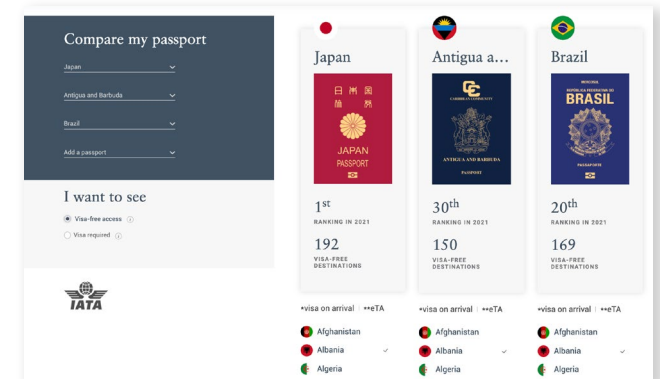 Compare my passport
Japan
Antigua and Barbuda
Brazil
Add a passport
I want to see
Visa-free access
Visa required
IATA
Japan
日本国
旅券
JAPAN
PASSPORT
1st
RANKING IN 2021
192
VISA-FREE
DESTINATIONS
*visa on arrival | **eTA
Afghanistan
Albania
Algeria
Antigua a...
CARIBBEAN COMMUNITY
ANTIGUA AND BARBUDA
PASSPORT
30th
RANKING IN 2021
150
VISA-FREE
DESTINATIONS
*visa on arrival | **eTA
Afghanistan
Albania
Algeria
Brazil
MERCOSUL
REPÚBLICA FEDERATIVA DO
BRASIL
PASSAPORTE
20th
RANKING IN 2021
169
VISA-FREE
DESTINATIONS
*visa on arrival | **eTA
Afghanistan
Albania
Algeria